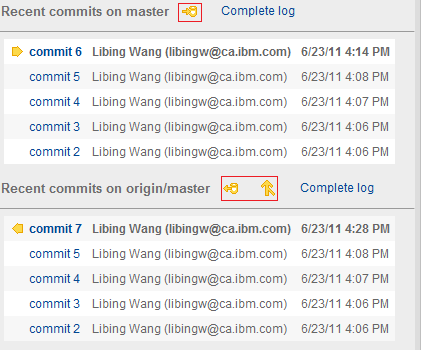 Recent commits on master Complete log
commit 6 Libing Wang (libingw@ca.ibm.com) 6/23/11 4:14 PM
commit 5 Libing Wang (libingw@ca.ibm.com) 6/23/11 4:08 PM
commit 4 Libing Wang (libingw@ca.ibm.com) 6/23/11 4:07 PM
commit 3 Libing Wang (libingw@ca.ibm.com) 6/23/11 4:06 PM
commit 2 Libing Wang (libingw@ca.ibm.com) 6/23/11 4:06 PM
Recent commits on origin/master Complete log
commit 7 Libing Wang (libingw@ca.ibm.com) 6/23/11 4:28 PM
commit 5 Libing Wang (libingw@ca.ibm.com) 6/23/11 4:08 PM
commit 4 Libing Wang (libingw@ca.ibm.com) 6/23/11 4:07 PM
commit 3 Libing Wang (libingw@ca.ibm.com) 6/23/11 4:06 PM
commit 2 Libing Wang (libingw@ca.ibm.com) 6/23/11 4:06 PM